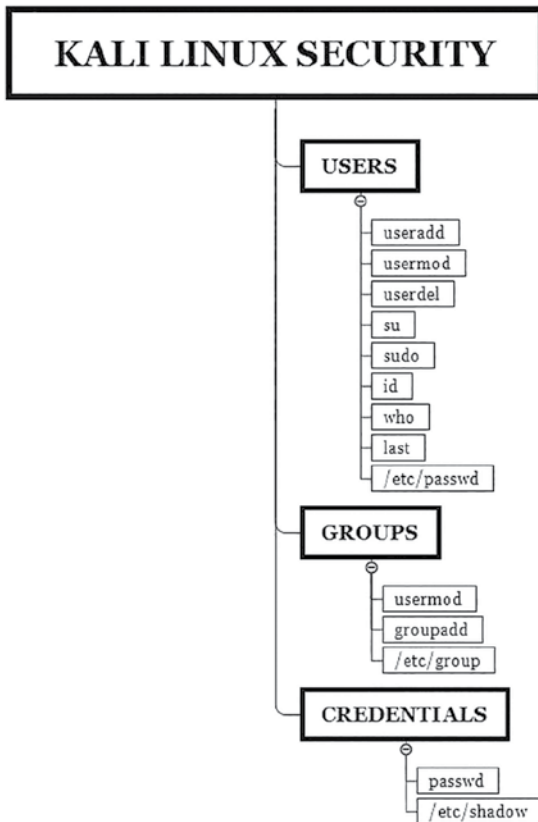 KALI LINUX SECURITY
USERS
useradd
usermod
userdel
su
sudo
id
who
last
/etc/passwd
GROUPS
usermod
groupadd
/etc/group
CREDENTIALS
passwd
/etc/shadow